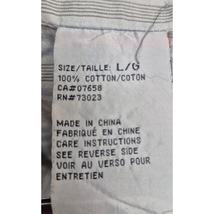 SIZE/TAILLE: L/G
100% COTTON/COTON
CA#07658
RN#73023
MADE IN CHINA
FABRIQUÉ EN CHINE
CARE INSTRUCTIONS
SEE REVERSE SIDE
VOIR AU VERSO POUR
ENTRETIEN